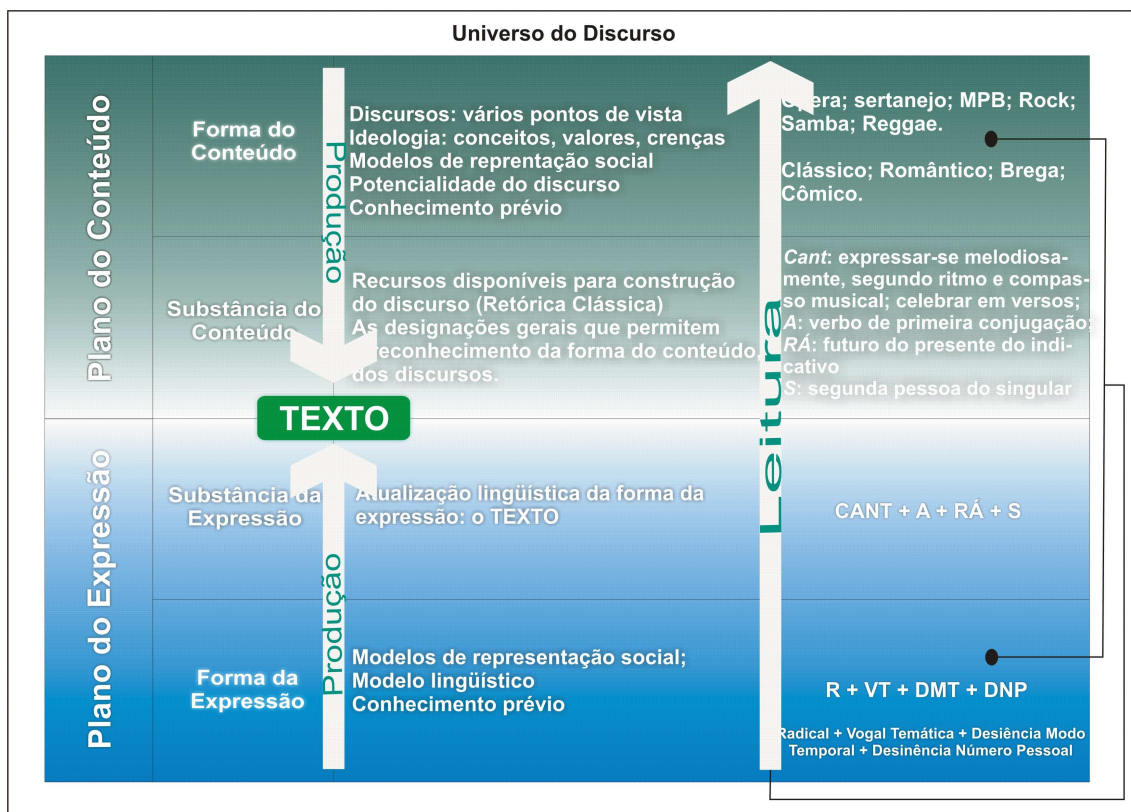 Universo do Discurso
Plano do Conteúdo
Forma do
Conteúdo
Produção
Discursos: vários pontos de vista
Ideologia: conceitos, valores, crenças
Modelos de reprentação social
Potencialidade do discurso
Conhecimento prévio
Leitura
Ópera; sertanejo; MPB; Rock;
Samba; Reggae.
Clássico; Romântico; Brega;
Cômico.
Substância do
Conteúdo
Recursos disponíveis para construção
do discurso (Retórica Clássica)
As designações gerais que permitem
reconhecimento da forma do conteúdo,
dos discursos.
Cant: expressar-se melodiosa-
mente, segundo ritmo e compas-
so musical; celebrar em versos;
A: verbo de primeira conjugação;
RÁ: futuro do presente do indi-
cativo
S: segunda pessoa do singular
TEXTO
Plano do Expressão
Substância da
Expressão
Produção
Atualização lingüística da forma da
expressão: o TEXTO
CANT + A + RÁ + S
Forma da
Expressão
Modelos de representação social;
Modelo lingüístico
Conhecimento prévio
R + VT + DMT + DNP
Radical + Vogal Temática + Desiência Modo
Temporal + Desinência Número Pessoal